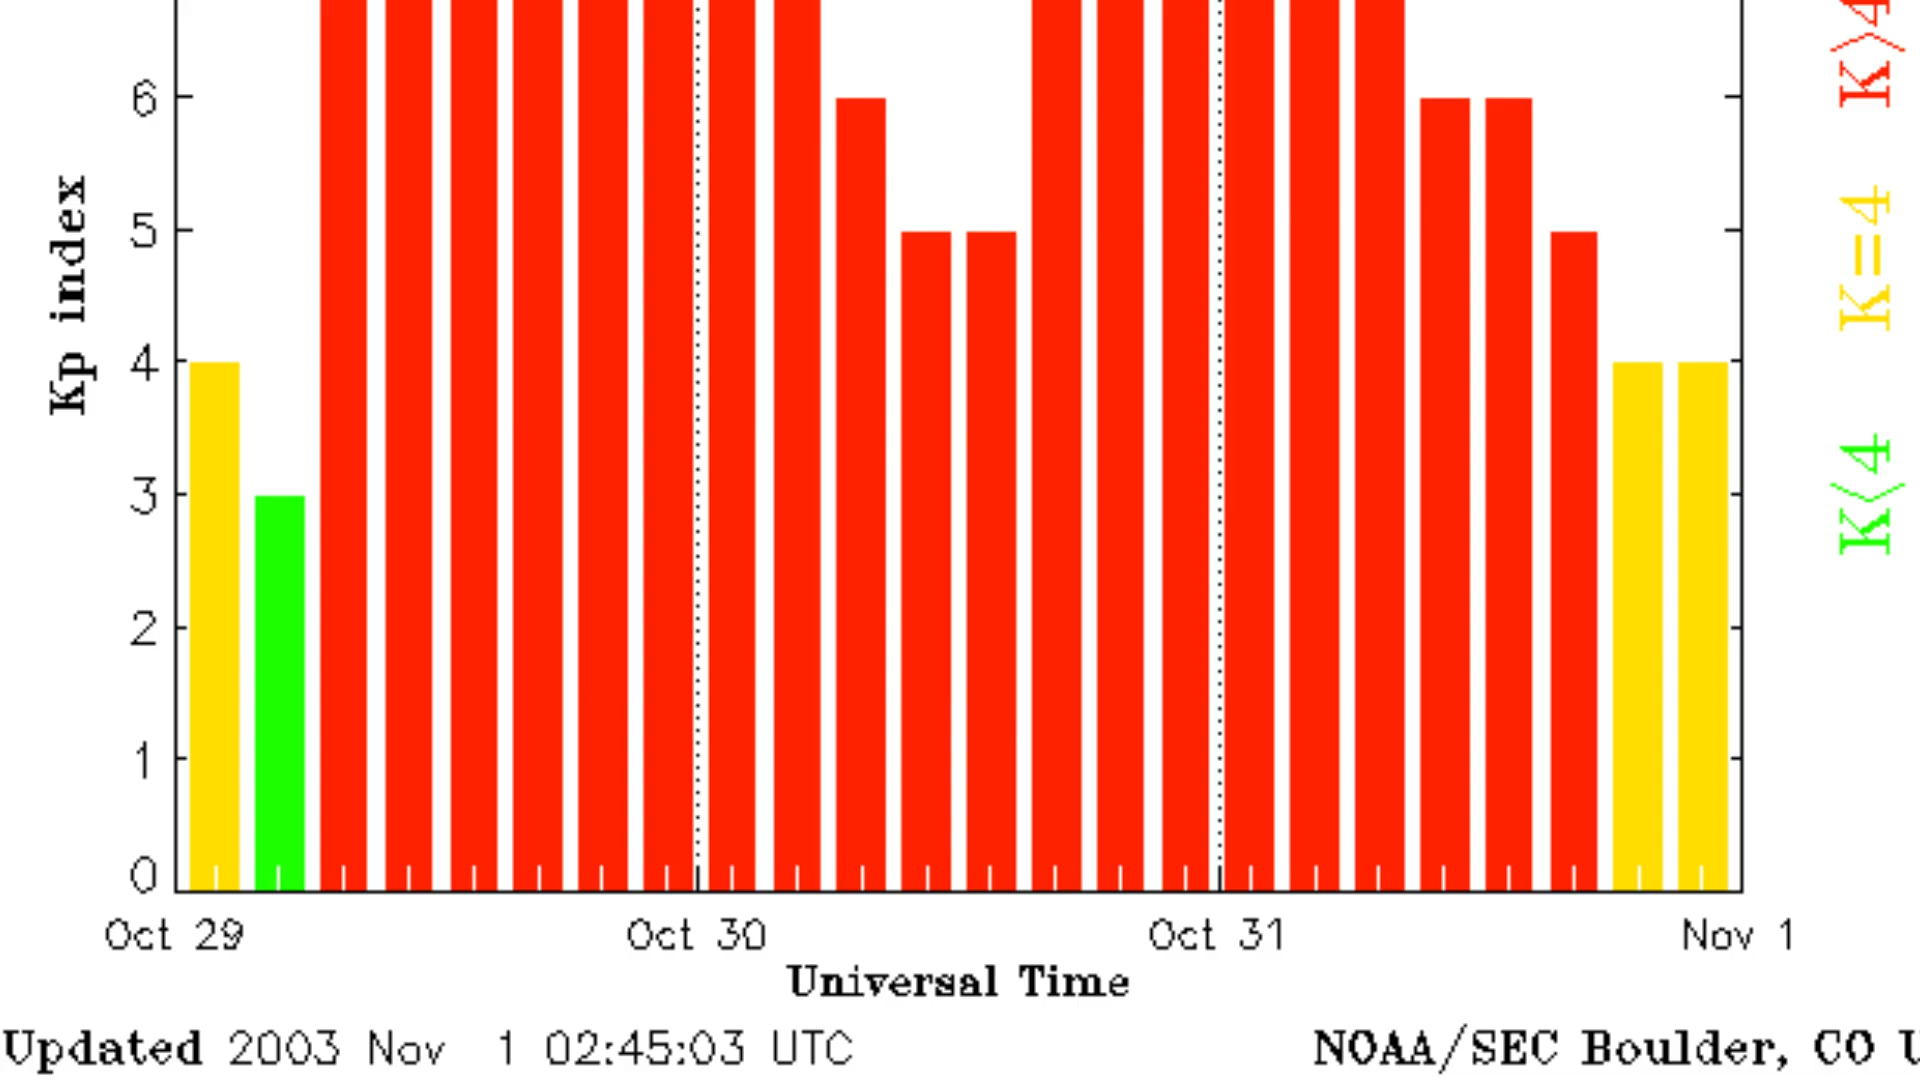 6
5
4
3
2
1
0
Kp index
Oct 29 Oct 30 Oct 31 Nov 1
Universal Time
Updated 2003 Nov 1 02:45:03 UTC
NOAA/SEC Boulder, CO U
K<4 K=4 K>4